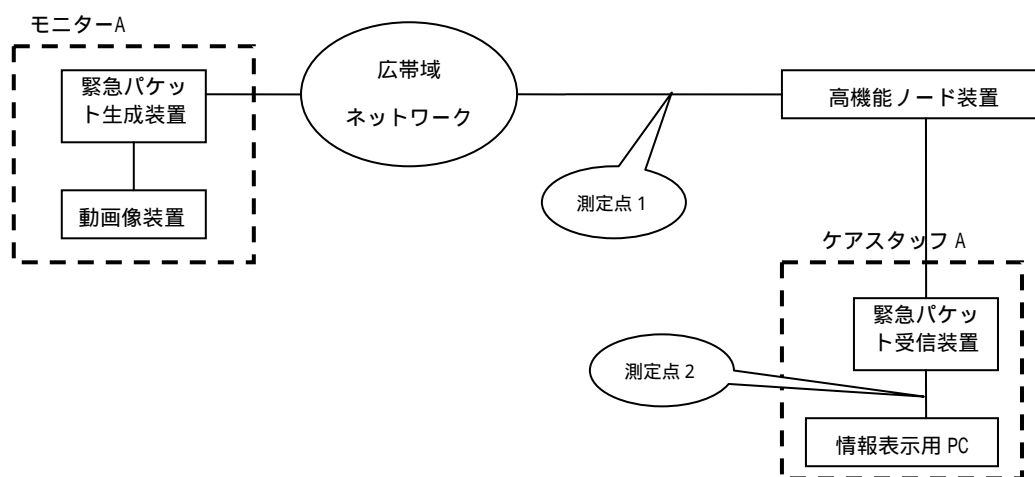 モニターA
緊急パケッ
ト生成装置
動画像装置
広帯域
ネットワーク
高機能ノード装置
測定点1
ケアスタッフ A
緊急パケッ
ト受信装置
測定点2
情報表示用 PC